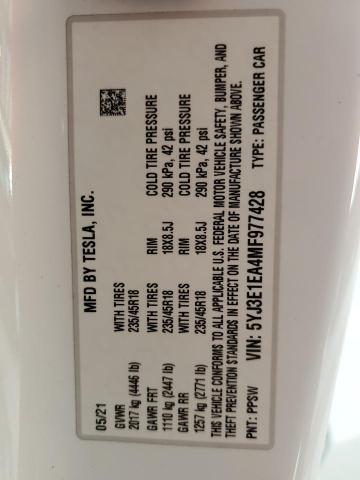 MFD BY TESLA, INC.
05/21
GVWR WITH TIRES RIM COLD TIRE PRESSURE
2017 kg (4446 lb) 235/45R18 18X8.5J 290 kPa, 42 psi
GAWR FRT WITH TIRES RIM COLD TIRE PRESSURE
1110 kg (2447 lb) 235/45R18 18X8.5J 290 kPa, 42 psi
GAWR RR WITH TIRES
1257 kg (2771 lb) 235/45R18
THIS VEHICLE CONFORMS TO ALL APPLICABLE U.S. FEDERAL MOTOR VEHICLE SAFETY, BUMPER, AND
THEFT PREVENTION STANDARDS IN EFFECT ON THE DATE OF MANUFACTURE SHOWN ABOVE.
PNT: PPSW VIN: 5YJ3E1EA4MF977428 TYPE: PASSENGER CAR